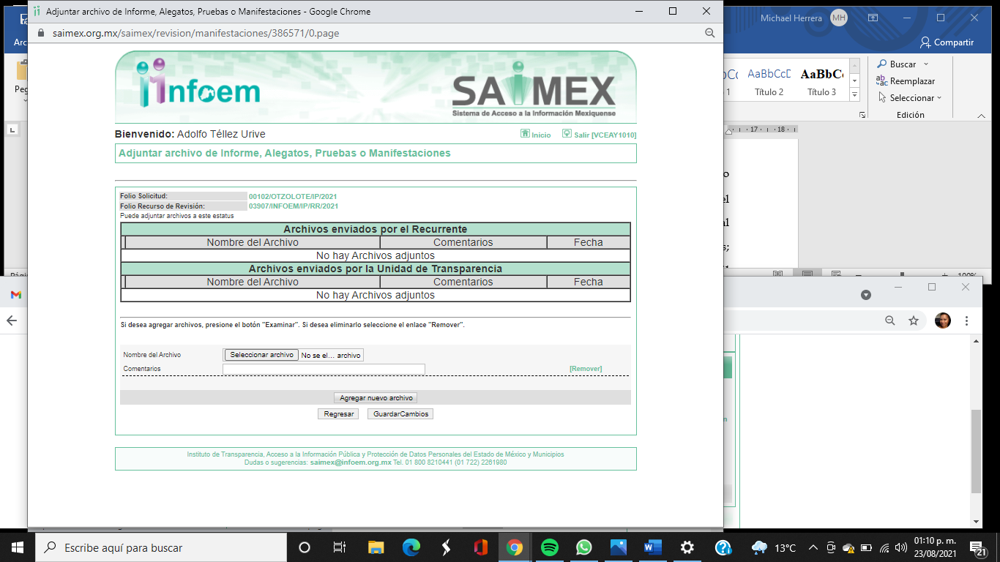 Adjuntar archivo de Informe, Alegatos, Pruebas o Manifestaciones - Google Chrome
saimex.org.mx/saimex/revision/manifestaciones/386571/0.page
Michael Herrera MH
Arc
Compartir
Peg
Buscar
Reemplazar
Seleccionar
Edición
AaBbCcD AaBbC
1 Título 2 Título 3
17 18
infoem
SAIMEX
Sistema de Acceso a la Información Mexiquense
Bienvenido: Adolfo Téllez Urive
Inicio Salir [VCEAY1010]
Adjuntar archivo de Informe, Alegatos, Pruebas o Manifestaciones
Folio Solicitud: 00102/OTZOLOTE/IP/2021
Folio Recurso de Revisión: 03907/INFOEM/IP/RR/2021
Puede adjuntar archivos a este estatus
Archivos enviados por el Recurrente
Nombre del Archivo Comentarios Fecha
No hay Archivos adjuntos
Archivos enviados por la Unidad de Transparencia
Nombre del Archivo Comentarios Fecha
No hay Archivos adjuntos
Si desea agregar archivos, presione el botón "Examinar". Si desea eliminarlo seleccione el enlace "Remover".
Nombre del Archivo Seleccionar archivo No se el... archivo
Comentarios [Remover]
Agregar nuevo archivo
Regresar GuardarCambios
Instituto de Transparencia, Acceso a la Información Pública y Protección de Datos Personales del Estado de México y Municipios
Dudas o sugerencias: saimex@infoem.org.mx Tel. 01 800 8210441 (01 722) 2261980
o
el
al
s;
100%
Escribe aquí para buscar
13°C
01:10 p. m.
23/08/2021
21